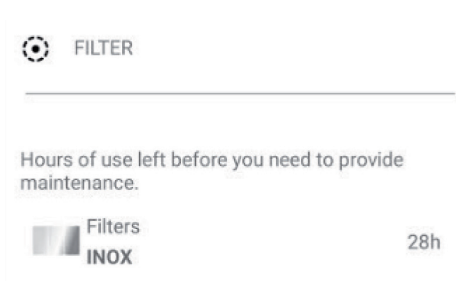 FILTER
Hours of use left before you need to provide
maintenance.
Filters
INOX
28h